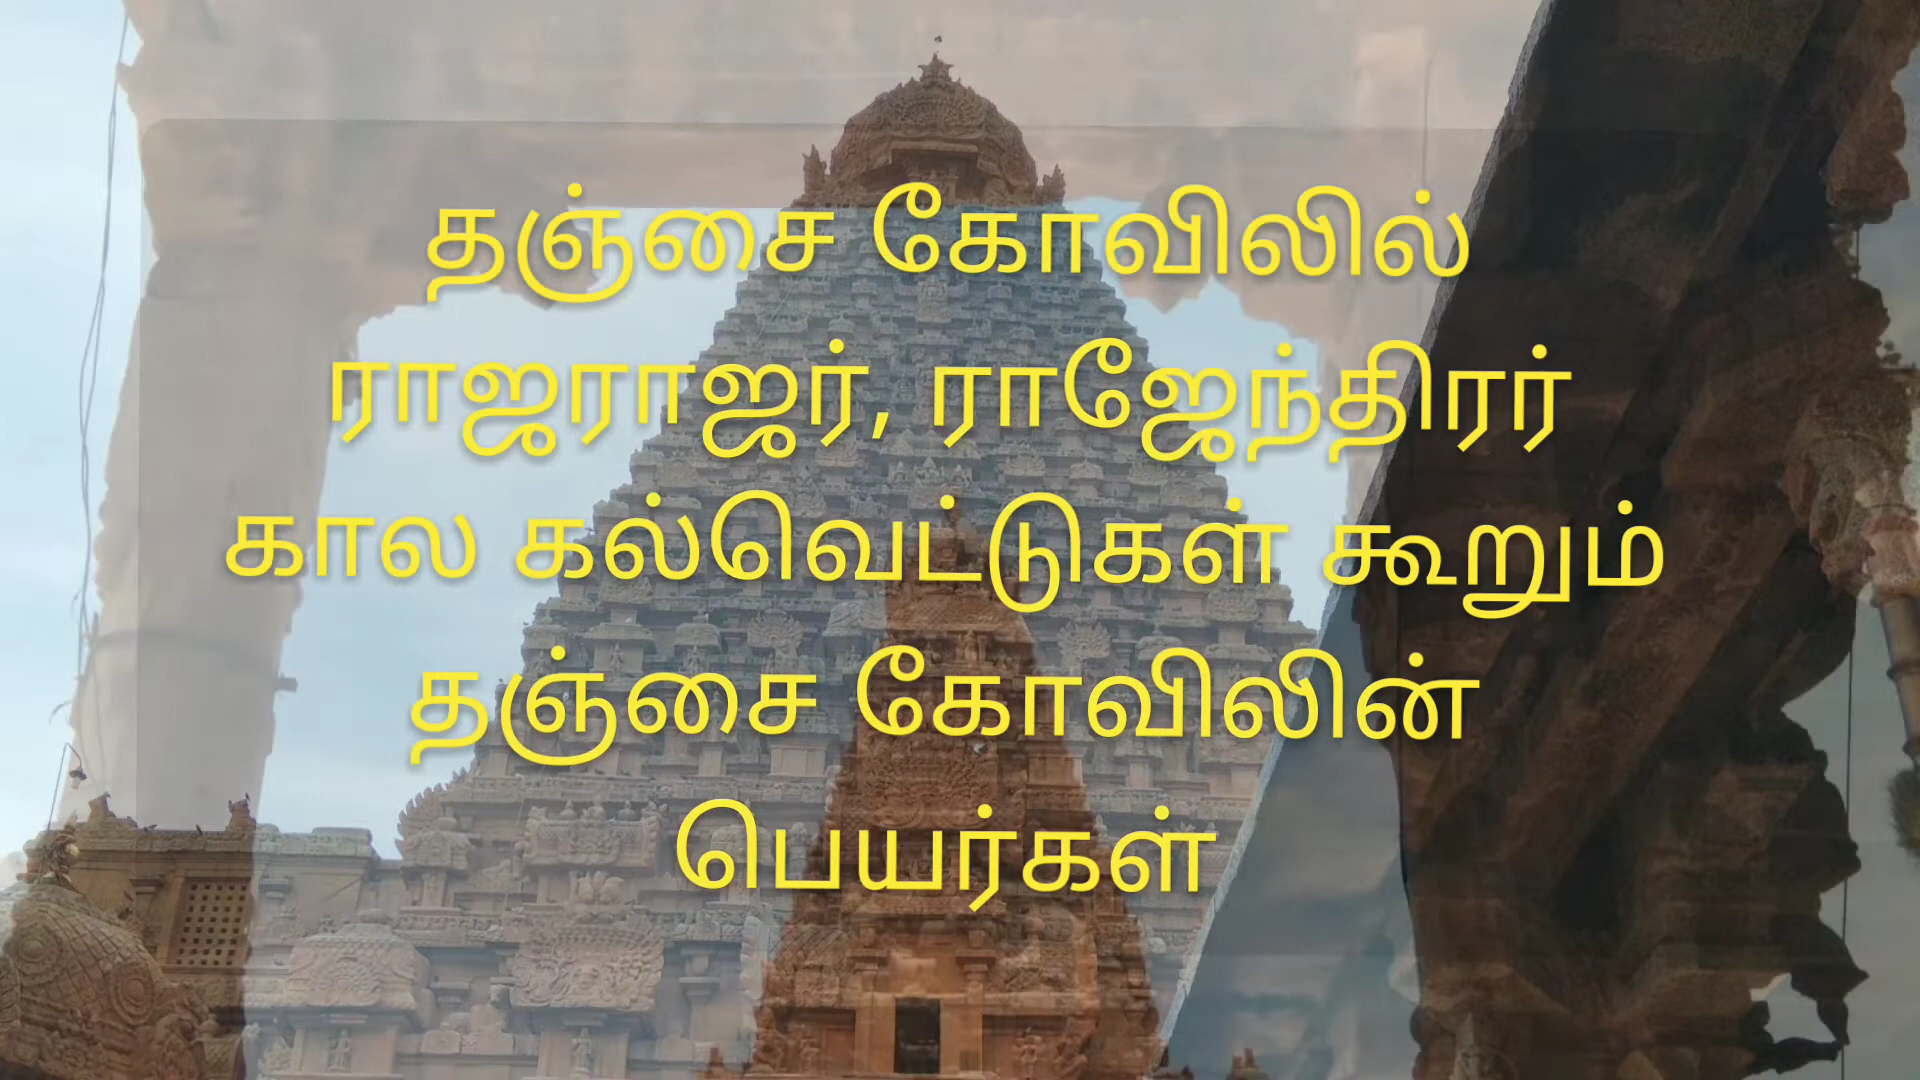 தஞ்சை கோவிலில்
ராஜராஜர், ராஜேந்திரர்
கால கல்வெட்டுகள் கூறும்
தஞ்சை கோவிலின்
பெயர்கள்